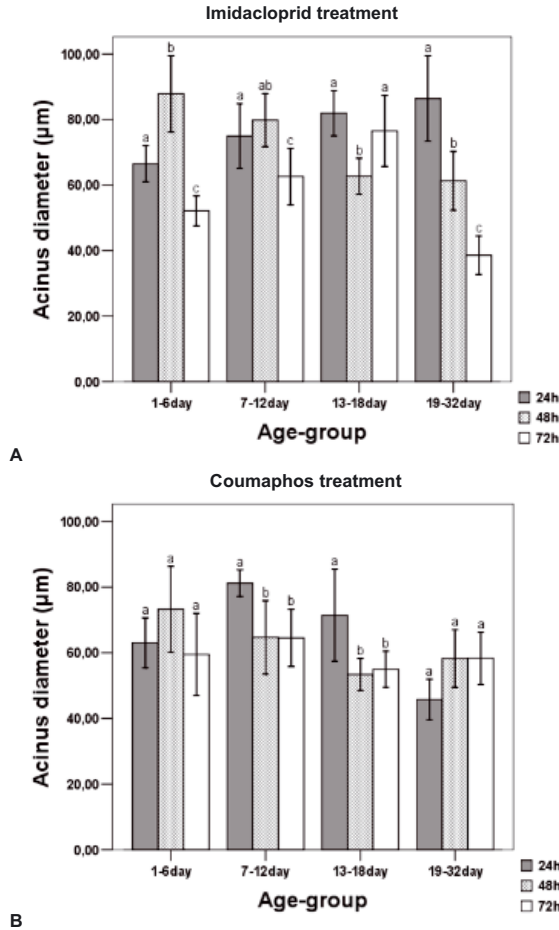 Imidacloprid treatment
Acinus diameter (µm)
100,00
80,00
60,00
40,00
20,00
0,00
a b c
a ab c
a b a
a b c
1-6day 7-12day 13-18day 19-32day
Age-group
24h
48h
72h
A
Coumaphos treatment
Acinus diameter (µm)
100,00
80,00
60,00
40,00
20,00
0,00
a a a
a b b
a b b
a a a
1-6day 7-12day 13-18day 19-32day
Age-group
24h
48h
72h
B